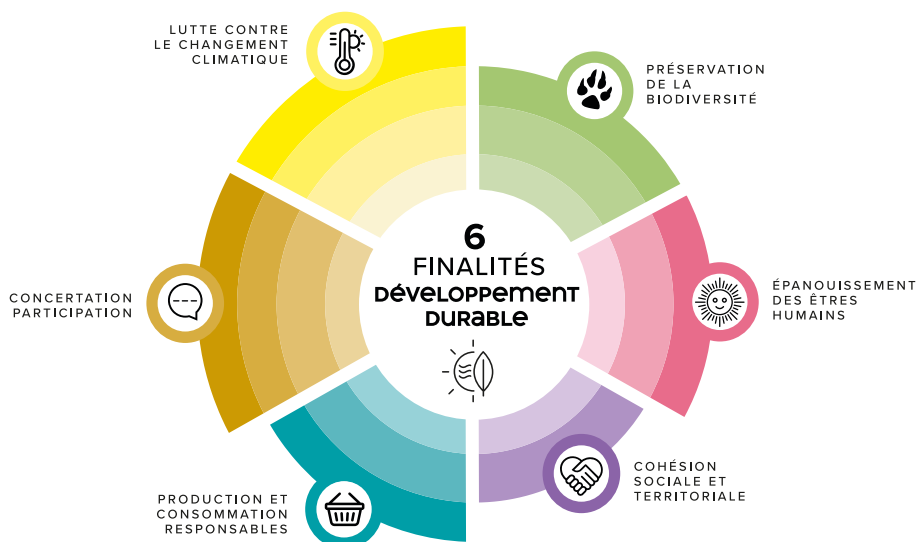 LUTTE CONTRE
LE CHANGEMENT
CLIMATIQUE
PRÉSERVATION
DE LA
BIODIVERSITÉ
6
FINALITÉS
DÉVELOPPEMENT
DURABLE
CONCERTATION
PARTICIPATION
ÉPANOUISSEMENT
DES ÊTRES
HUMAINS
PRODUCTION ET
CONSOMMATION
RESPONSABLES
COHÉSION
SOCIALE ET
TERRITORIALE